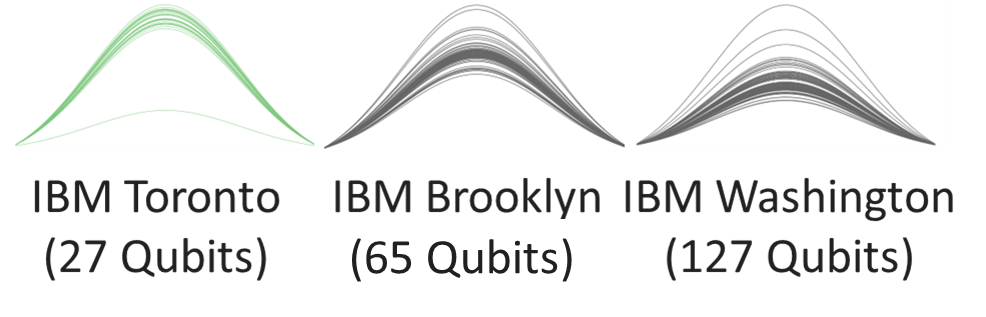 IBM Toronto
(27 Qubits)
IBM Brooklyn
(65 Qubits)
IBM Washington
(127 Qubits)